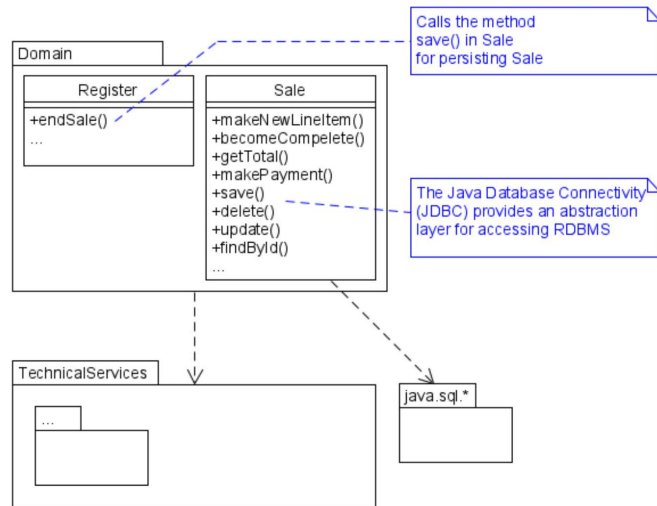 Calls the method
save() in Sale
for persisting Sale
Domain
Register
+endSale()
...
Sale
+makeNewLineItem()
+becomeCompelete()
+getTotal()
+makePayment()
+save()
+delete()
+update()
+findById()
...
The Java Database Connectivity
(JDBC) provides an abstraction
layer for accessing RDBMS
TechnicalServices
...
java.sql.*